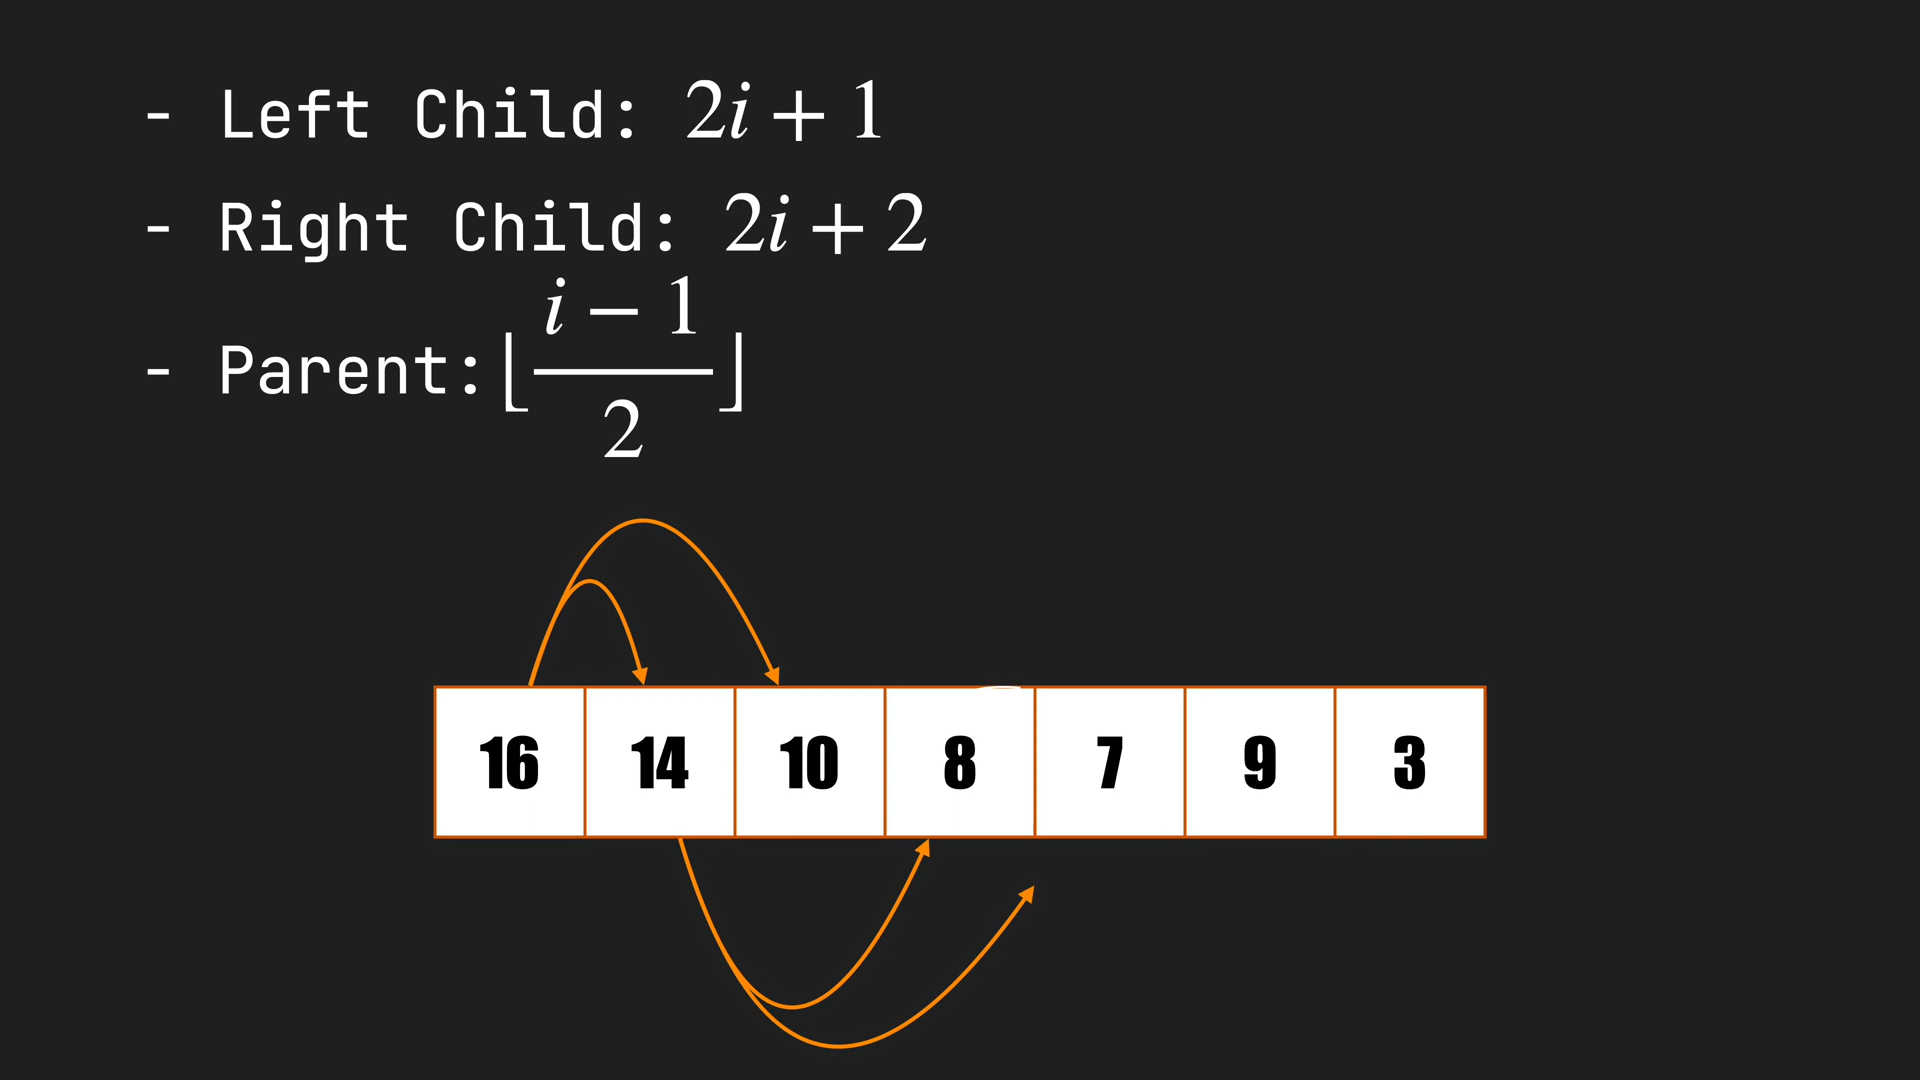 - Left Child: 2i + 1
- Right Child: 2i + 2
- Parent: ⌊(i − 1)/2⌋
16 14 10 8 7 9 3